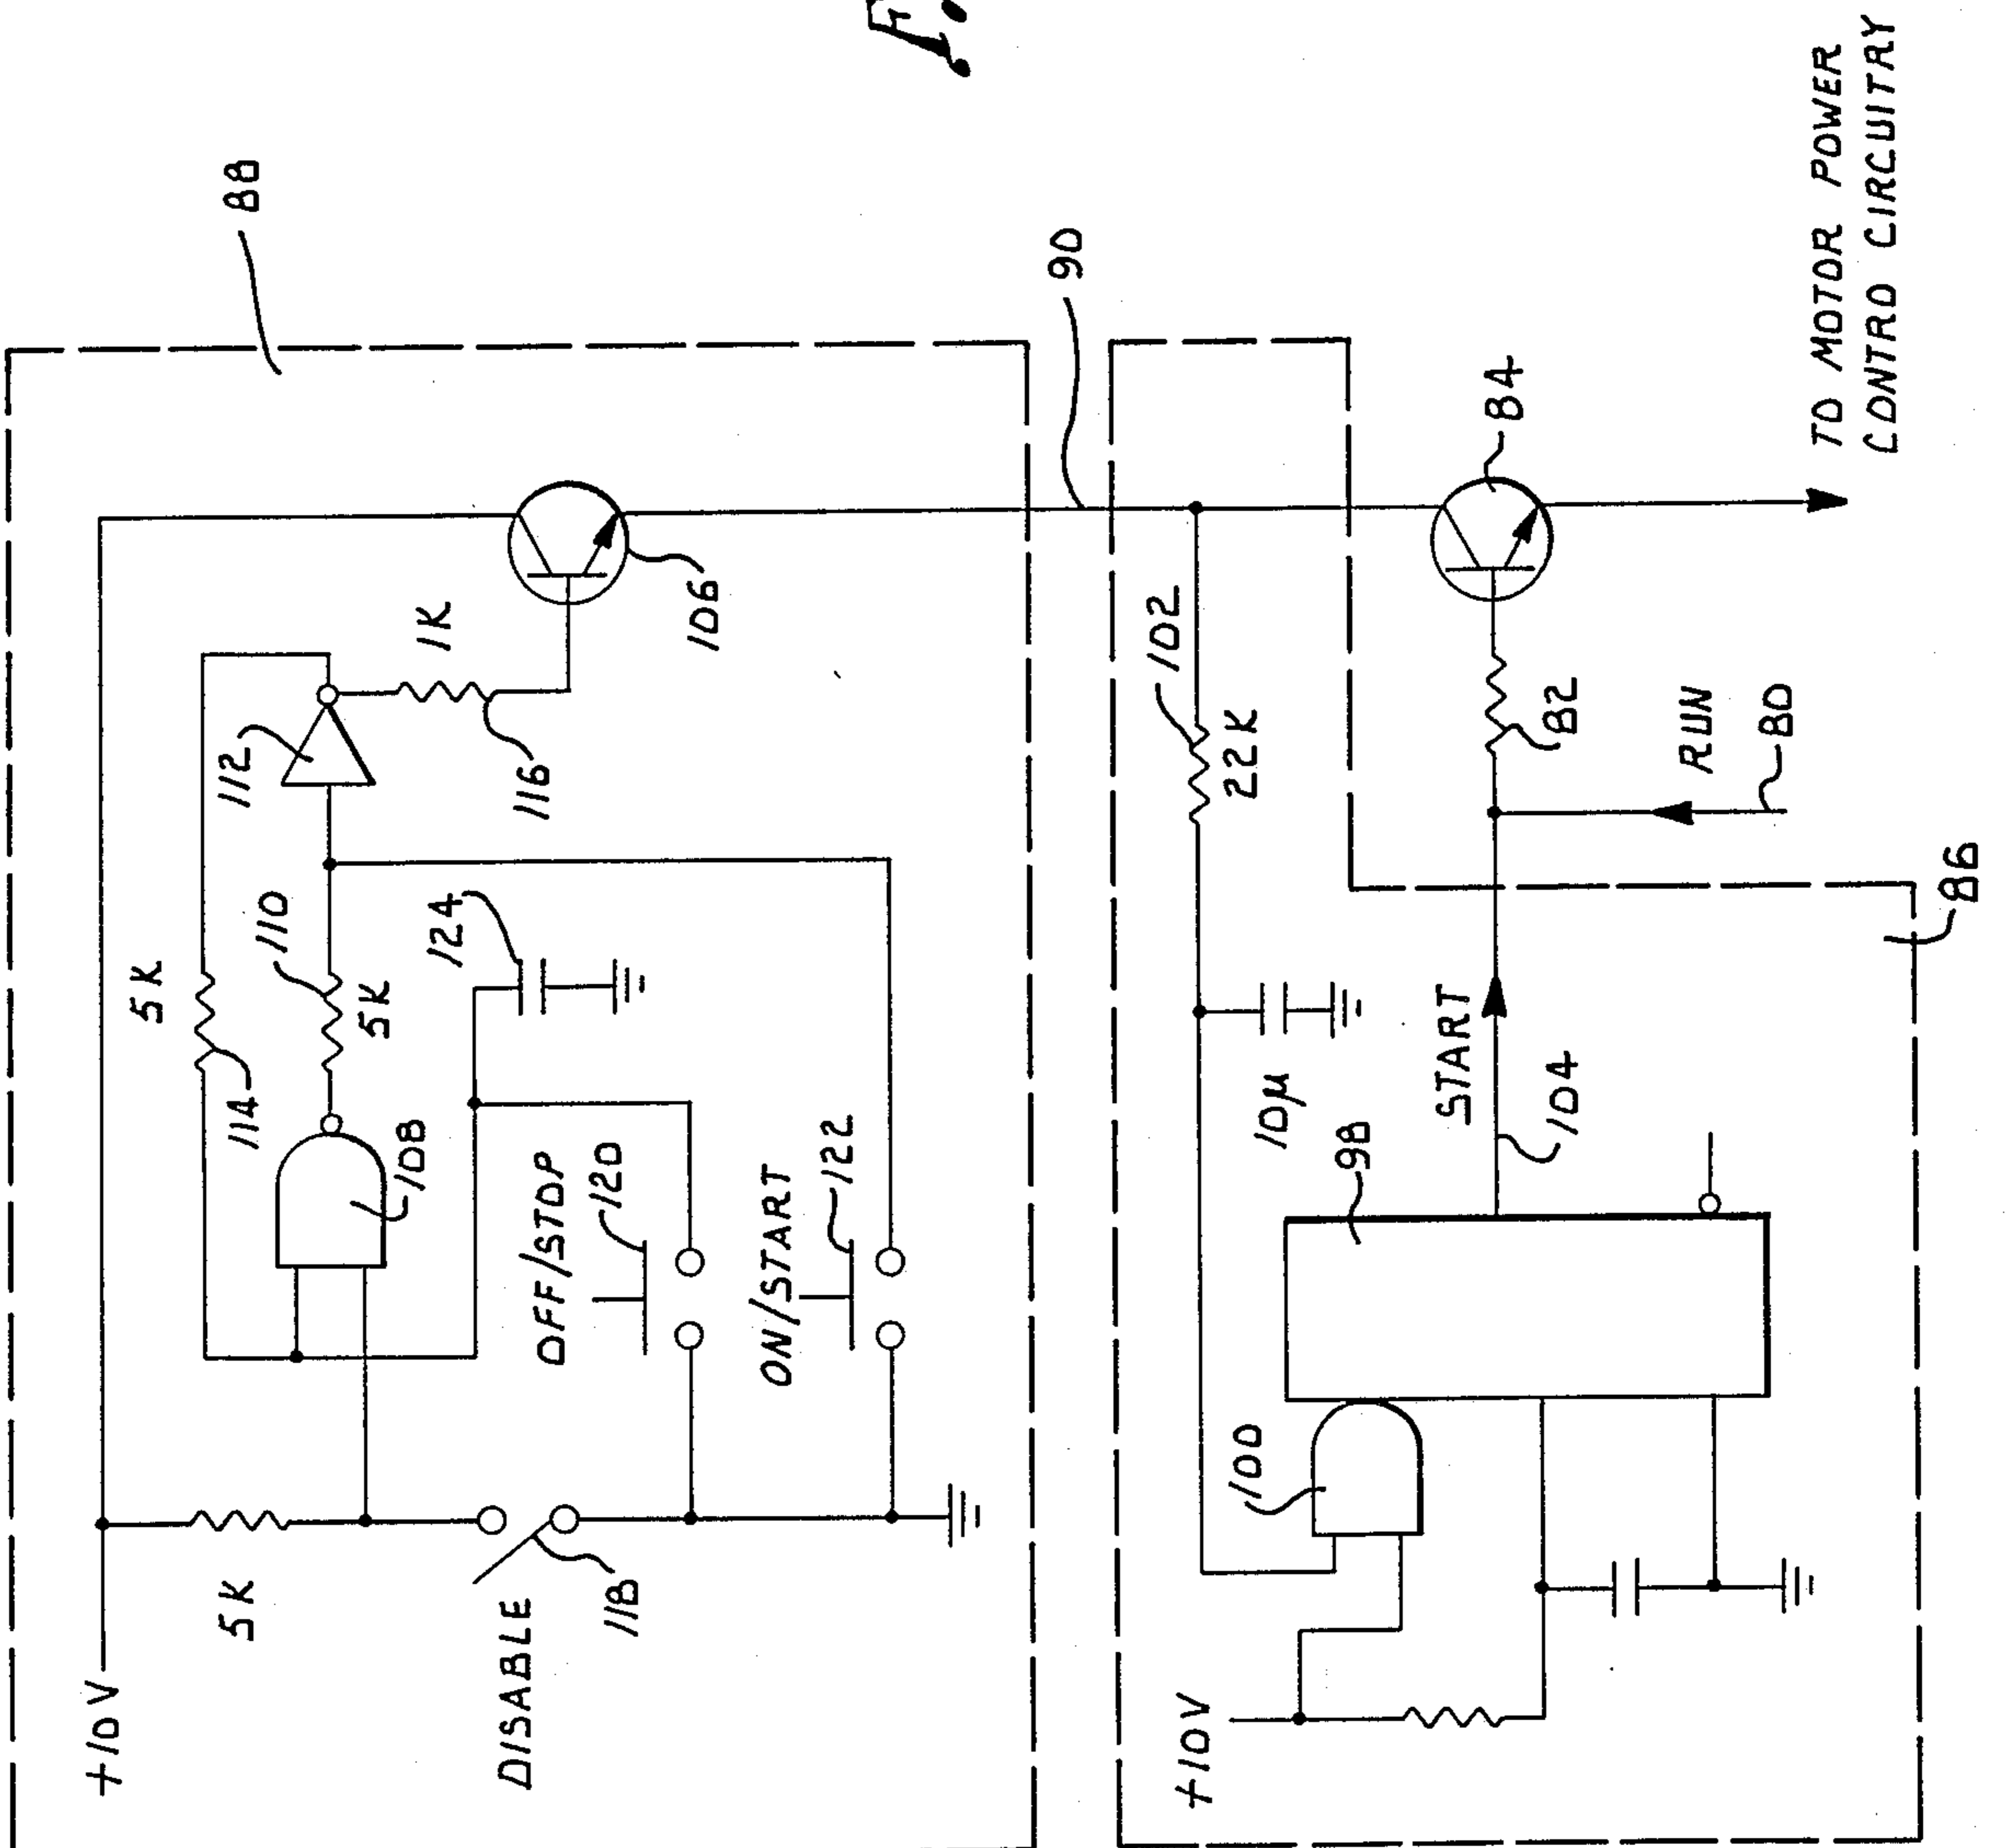 F.
88
+10V
5K
5K
114
110
5K
112
1K
116
106
108
124
DISABLE
118
OFF/STOP
120
ON/START
122
90
102
22K
+10V
100
10µ
98
START
104
RUN
80
82
84
86
TO MOTOR POWER
CONTRO CIRCUITRY